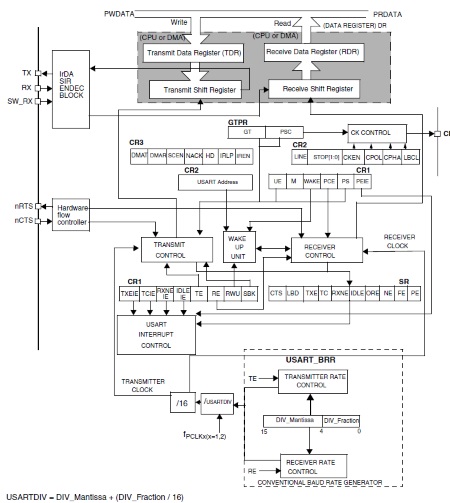 PWDATA
PRDATA
Write
Read
(DATA REGISTER) DR
(CPU or DMA)
(CPU or DMA)
Transmit Data Register (TDR)
Receive Data Register (RDR)
TX
RX
SW_RX
IrDA
SIR
ENDEC
BLOCK
Transmit Shift Register
Receive Shift Register
GTPR
GT
PSC
CK CONTROL
CR3
DMAT DMAR SCEN NACK HD IRLP IREN
CR2
LINE STOP[1:0] CKEN CPOL CPHA LBCL
CR2
USART Address
CR1
UE M WAKE PCE PS PEIE
nRTS
nCTS
Hardware
flow
controller
TRANSMIT
CONTROL
WAKE
UP
UNIT
RECEIVER
CONTROL
RECEIVER
CLOCK
CR1
TXEIE TCIE RXNE IE IDLE IE TE RE RWU SBK
SR
CTS LBD TXE TC RXNE IDLE ORE NE FE PE
USART
INTERRUPT
CONTROL
USART_BRR
TRANSMITTER
CLOCK
TE
TRANSMITTER RATE
CONTROL
/16
/USARTDIV
DIV_Mantissa
DIV_Fraction
15
4
0
fPCLKx(x=1,2)
RE
RECEIVER RATE
CONTROL
CONVENTIONAL BAUD RATE GENERATOR
USARTDIV = DIV_Mantissa + (DIV_Fraction / 16)